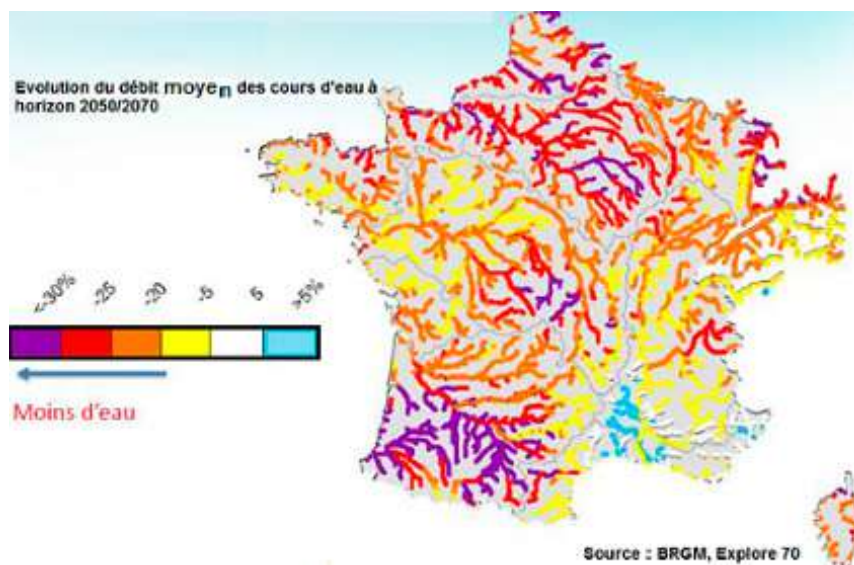 Evolution du débit moyen des cours d'eau à
horizon 2050/2070
<-30%
-25
-20
-5
5
>5%
Moins d'eau
Source :: BRGM, Explore 70